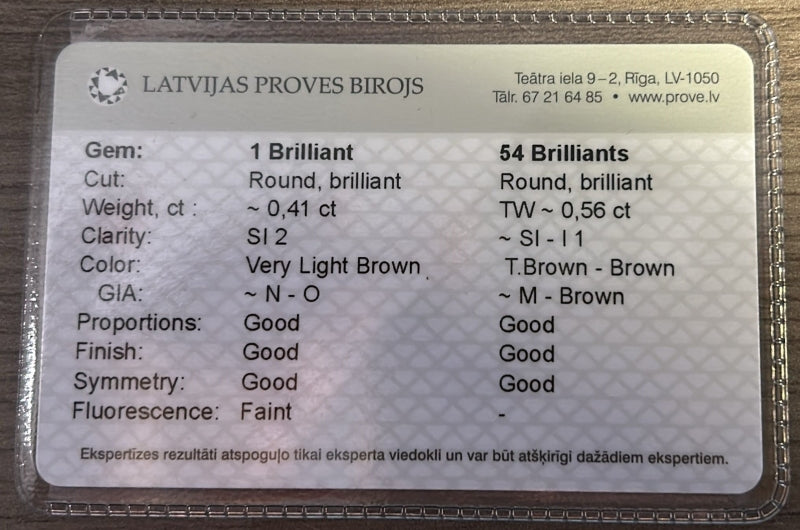 LATVIJAS PROVES BIROJS
Teātra iela 9–2, Rīga, LV-1050
Tālr. 67 21 64 85 • www.prove.lv
Gem: 1 Brilliant 54 Brilliants
Cut: Round, brilliant Round, brilliant
Weight, ct : ~ 0,41 ct TW ~ 0,56 ct
Clarity: SI 2 ~ SI - I 1
Color: Very Light Brown T.Brown - Brown
GIA: ~ N - O ~ M - Brown
Proportions: Good Good
Finish: Good Good
Symmetry: Good Good
Fluorescence: Faint -
Ekspertīzes rezultāti atspoguļo tikai eksperta viedokli un var būt atšķirīgi dažādiem ekspertiem.